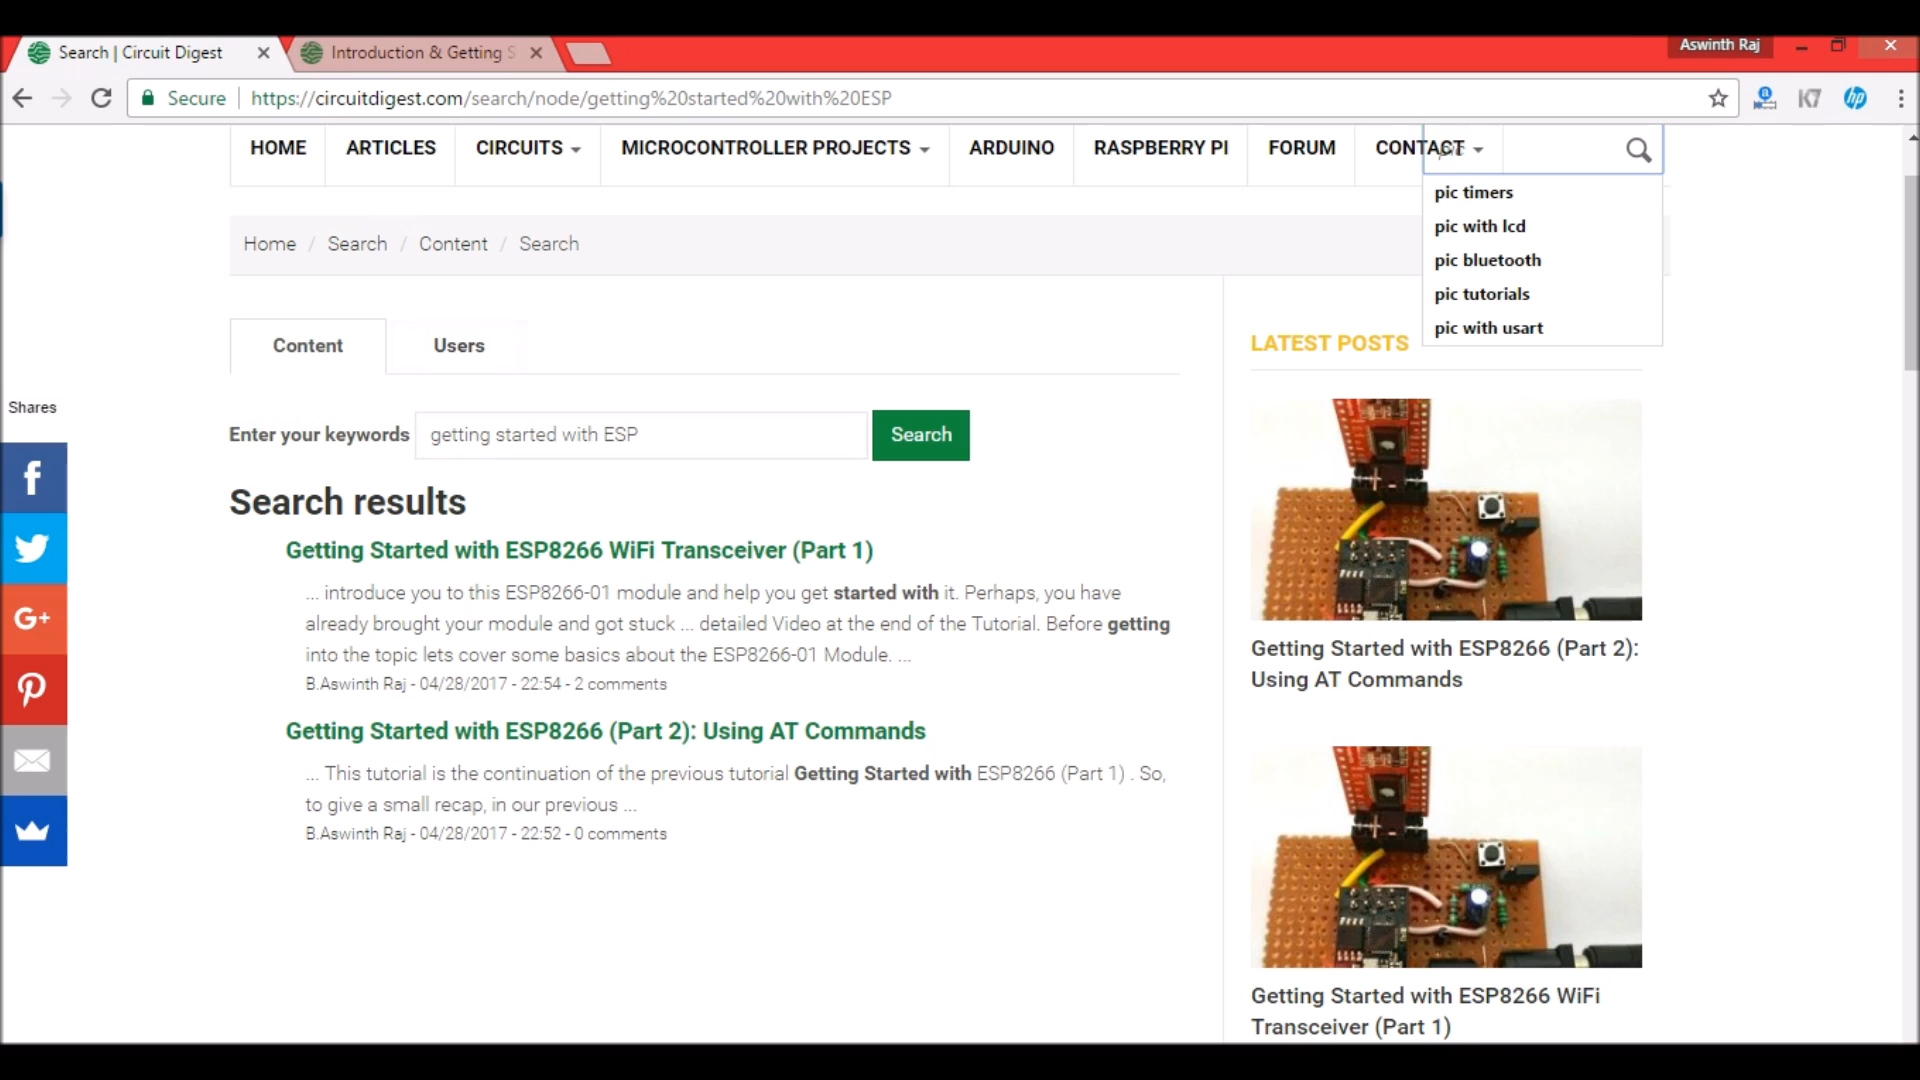 Search | Circuit Digest
Introduction & Getting S
Aswinth Raj
Secure
https://circuitdigest.com/search/node/getting%20started%20with%20ESP
HOME
ARTICLES
CIRCUITS
MICROCONTROLLER PROJECTS
ARDUINO
RASPBERRY PI
FORUM
CONTACT
pic timers
pic with lcd
pic bluetooth
pic tutorials
pic with usart
Home / Search / Content / Search
Content
Users
LATEST POSTS
Shares
Enter your keywords
getting started with ESP
Search
Search results
Getting Started with ESP8266 WiFi Transceiver (Part 1)
... introduce you to this ESP8266-01 module and help you get started with it. Perhaps, you have
already brought your module and got stuck ... detailed Video at the end of the Tutorial. Before getting
into the topic lets cover some basics about the ESP8266-01 Module. ...
B.Aswinth Raj - 04/28/2017 - 22:54 - 2 comments
Getting Started with ESP8266 (Part 2): Using AT Commands
... This tutorial is the continuation of the previous tutorial Getting Started with ESP8266 (Part 1) . So,
to give a small recap, in our previous ...
B.Aswinth Raj - 04/28/2017 - 22:52 - 0 comments
Getting Started with ESP8266 (Part 2):
Using AT Commands
Getting Started with ESP8266 WiFi
Transceiver (Part 1)
G+
K7
hp